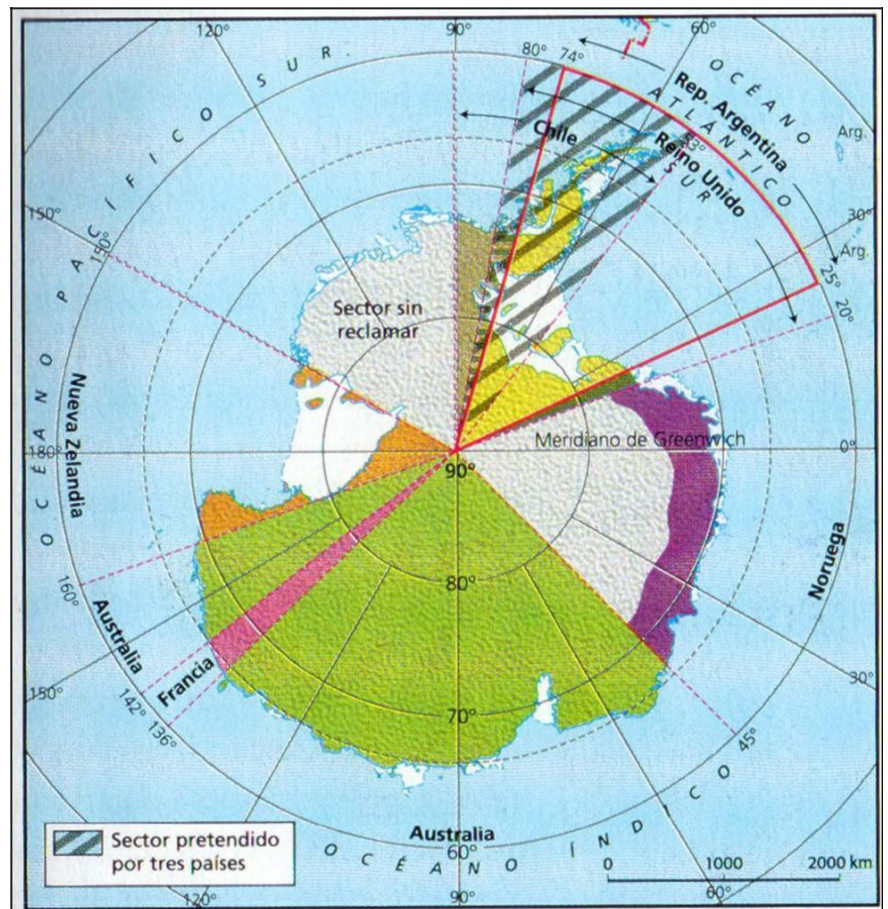 120°
90°
80°
74°
60°
OCÉANO
ATLÁNTICO
SUR
Rep. Argentina
Reino Unido
Chile
53°
Arg.
30°
Arg.
25°
20°
OCÉANO PACÍFICO SUR
150°
150°
Sector sin
reclamar
Nueva Zelandia
180°
90°
Meridiano de Greenwich
0°
80°
Noruega
160°
Australia
Francia
150°
142°
136°
70°
30°
45°
Australia
60°
OCÉANO ÍNDICO
Sector pretendido
por tres países
0 1000 2000 km
120°
90°
60°